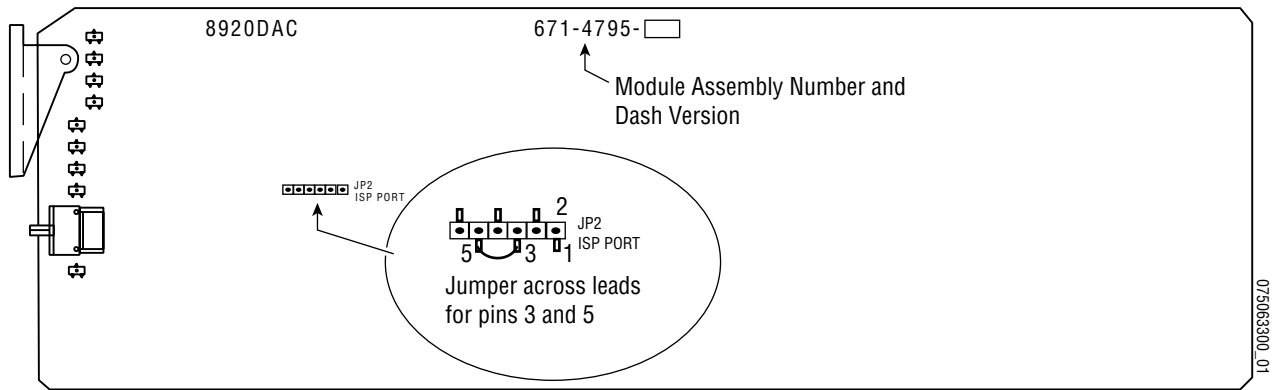 8920DAC
671-4795-
Module Assembly Number and
Dash Version
JP2
ISP PORT
2
JP2
ISP PORT
5 3 1
Jumper across leads
for pins 3 and 5
075063300_01